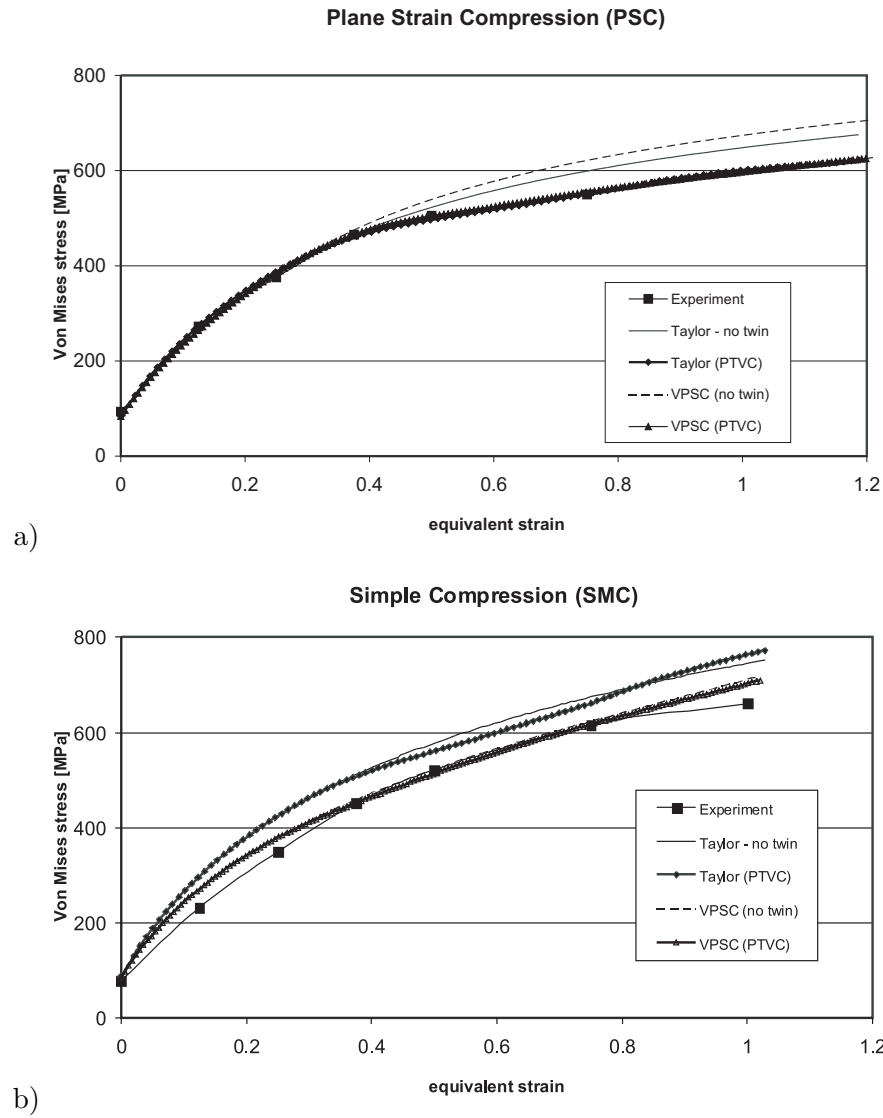 Plane Strain Compression (PSC)
800
600
400
200
0
Von Mises stress [MPa]
Experiment
Taylor - no twin
Taylor (PTVC)
VPSC (no twin)
VPSC (PTVC)
0 0.2 0.4 0.6 0.8 1 1.2
equivalent strain
a)
Simple Compression (SMC)
800
600
400
200
0
Von Mises stress [MPa]
Experiment
Taylor - no twin
Taylor (PTVC)
VPSC (no twin)
VPSC (PTVC)
0 0.2 0.4 0.6 0.8 1 1.2
equivalent strain
b)